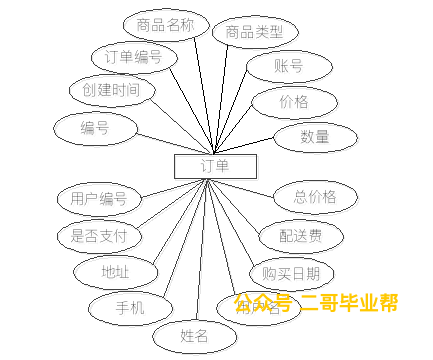 商品名称
商品类型
订单编号
账号
创建时间
价格
编号
数量
订单
用户编号
总价格
是否支付
配送费
地址
购买日期
手机
用户名
公众号 二哥毕业帮
姓名